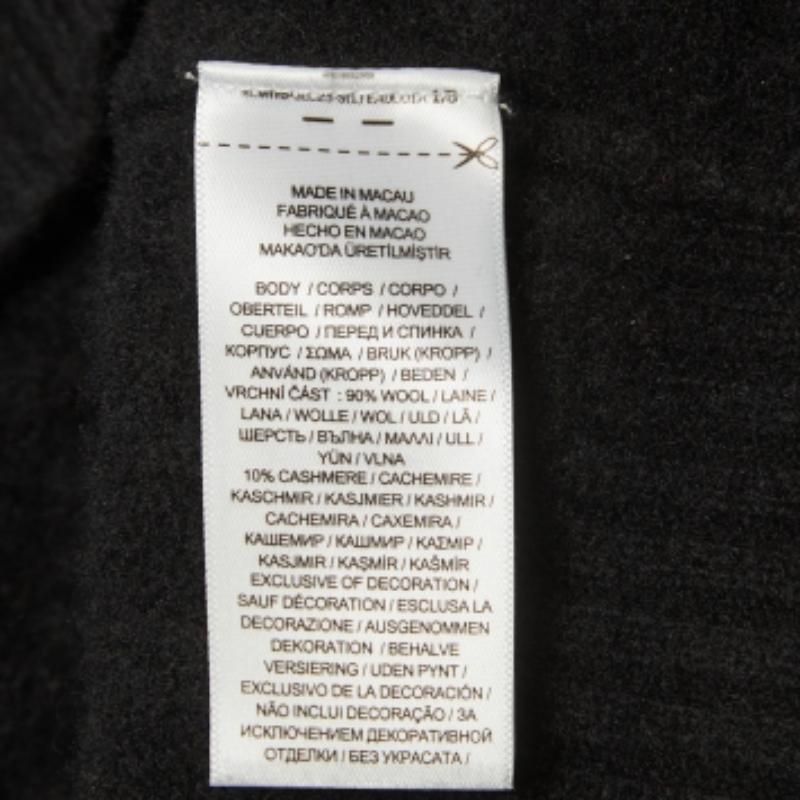 1/8
MADE IN MACAU
FABRIQUÉ À MACAO
HECHO EN MACAO
MAKAO'DA ÜRETİLMİŞTİR
BODY / CORPS / CORPO /
OBERTEIL / ROMP / HOVEDDEL /
CUERPO / ПЕРЕД И СПИНКА /
КОРПУС / ΣΩΜΑ / BRUK (KROPP) /
ANVÁND (KROPP) / BEDEN /
VRCHNÍ ČÁST : 90% WOOL / LAINE /
LANA / WOLLE / WOL / ULD / LÃ /
ШЕРСТЬ / ВЪЛНА / ΜΑΛΛΙ / ULL /
YÜN / VLNA
10% CASHMERE / CACHEMIRE /
KASCHMIR / KASJMIER / KASHMIR /
CACHEMIRA / CAXEMIRA /
КАШЕМИР / КАШМИР / ΚΑΣΜΙΡ /
KASJMIR / KAŞMİR / KAŠMÍR
EXCLUSIVE OF DECORATION /
SAUF DÉCORATION / ESCLUSA LA
DECORAZIONE / AUSGENOMMEN
DEKORATION / BEHALVE
VERSIERING / UDEN PYNT /
EXCLUSIVO DE LA DECORACIÓN /
NÃO INCLUI DECORAÇÃO / ЗА
ИСКЛЮЧЕНИЕМ ДЕКОРАТИВНОЙ
ОТДЕЛКИ / БЕЗ УКРАСАТА /